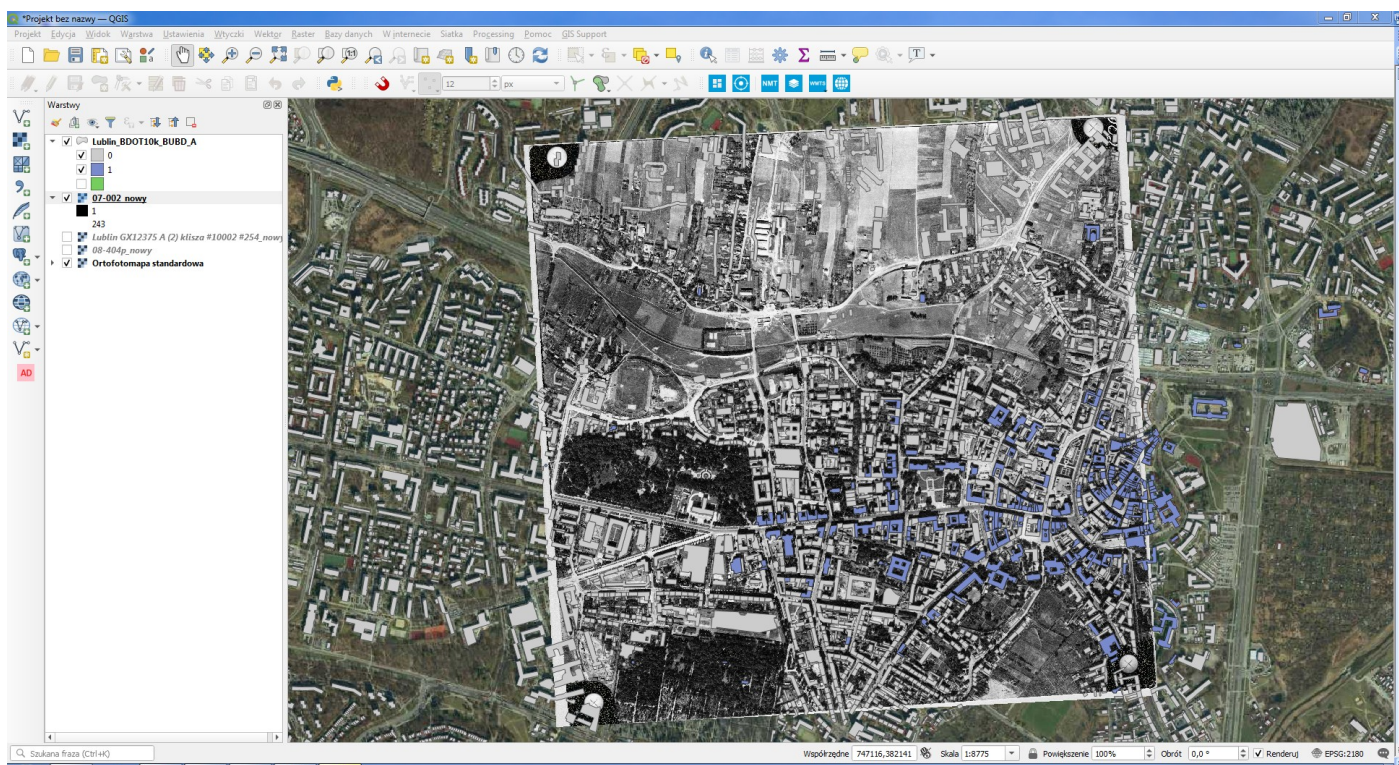 *Projekt bez nazwy — QGIS
Projekt Edycja Widok Warstwa Ustawienia Wtyczki Wektor Raster Bazy danych W internecie Siatka Processing Pomoc GIS Support
12 px NMT WMTS
Warstwy
Lublin_BDOT10k_BUBD_A
0
1
07-002_nowy
1
243
Lublin GX12375 A (2) klisza #10002 #254_nowy
08-404p_nowy
Ortofotomapa standardowa
AD
Szukana fraza (Ctrl+K) Współrzędne 747116,382141 Skala 1:8775 Powiększenie 100% Obrót 0,0 ° Renderuj EPSG:2180